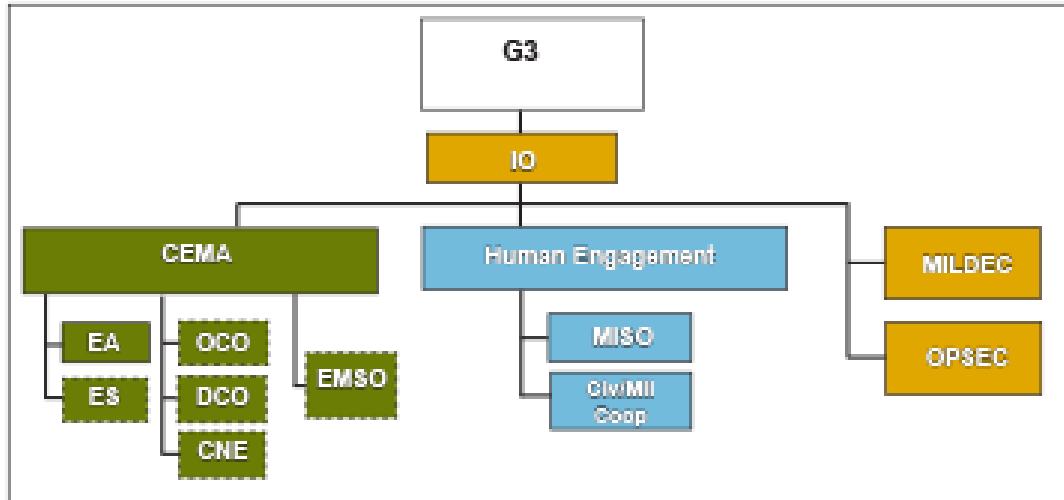 G3
IO
CEMA
Human Engagement
MILDEC
OPSEC
EA
ES
OCO
DCO
CNE
EMSO
MISO
Civ/Mil
Coop